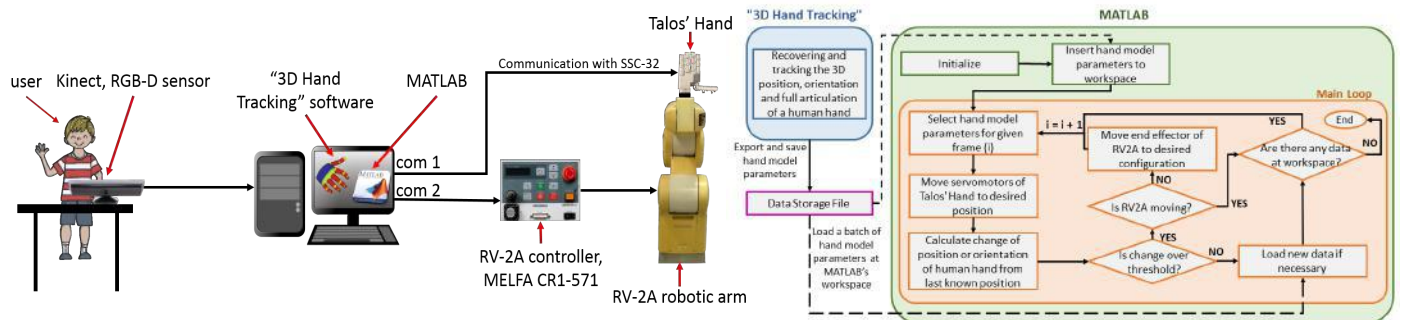 user
Kinect, RGB-D sensor
“3D Hand
Tracking” software
MATLAB
MATLAB
com 1
com 2
Communication with SSC-32
Talos’ Hand
RV-2A controller,
MELFA CR1-571
RV-2A robotic arm
"3D Hand Tracking"
Recovering and
tracking the 3D
position, orientation
and full articulation
of a human hand
Export and save
hand model
parameters
Data Storage File
Load a batch of
hand model
parameters at
MATLAB's
workspace
MATLAB
Initialize
Insert hand model
parameters to
workspace
Main Loop
Select hand model
parameters for given
frame (i)
i = i + 1
Move servomotors of
Talos' Hand to desired
position
Calculate change of
position or orientation
of human hand from
last known position
Is change over
threshold?
YES
NO
Is RV2A moving?
NO
YES
Move end effector of
RV2A to desired
configuration
Load new data if
necessary
Are there any data
at workspace?
YES
NO
End